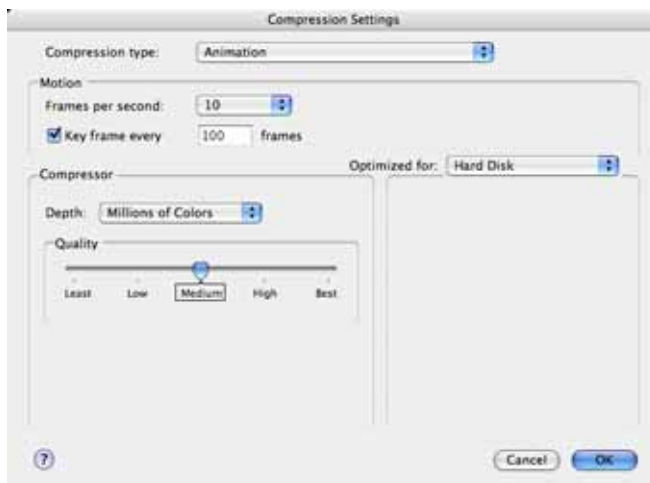 Compression Settings
Compression type: Animation
Motion
Frames per second: 10
Key frame every 100 frames
Optimized for: Hard Disk
Compressor
Depth: Millions of Colors
Quality
Least Low Medium High Best
? Cancel OK